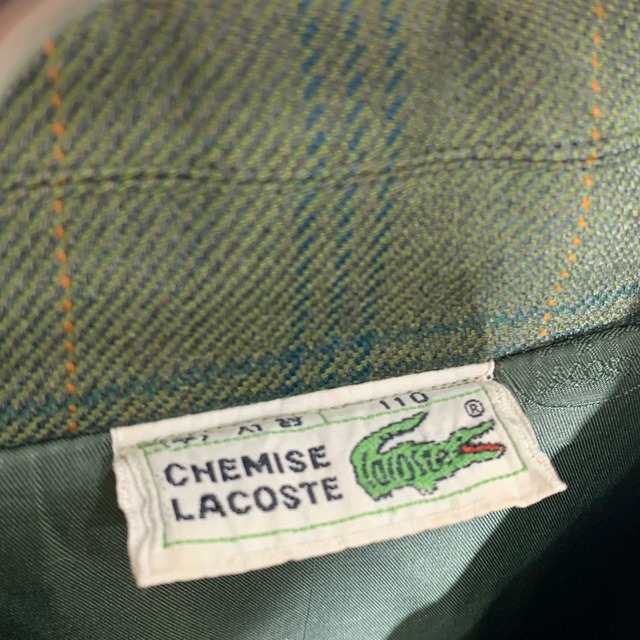 110
®
CHEMISE
LACOSTE
Lacoste